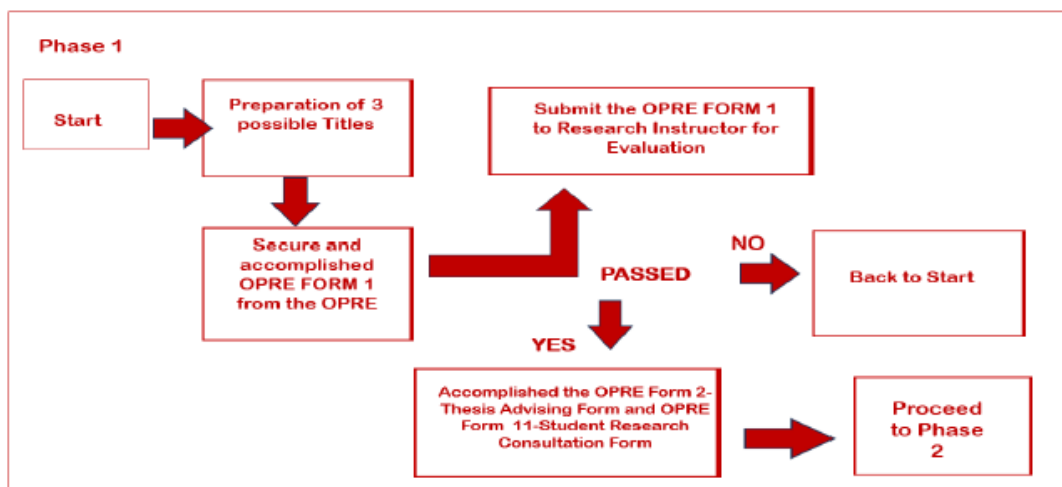 Phase 1
Start
Preparation of 3
possible Titles
Secure and
accomplished
OPRE FORM 1
from the OPRE
Submit the OPRE FORM 1
to Research Instructor for
Evaluation
PASSED
NO
Back to Start
YES
Accomplished the OPRE Form 2-
Thesis Advising Form and OPRE
Form 11-Student Research
Consultation Form
Proceed
to Phase
2